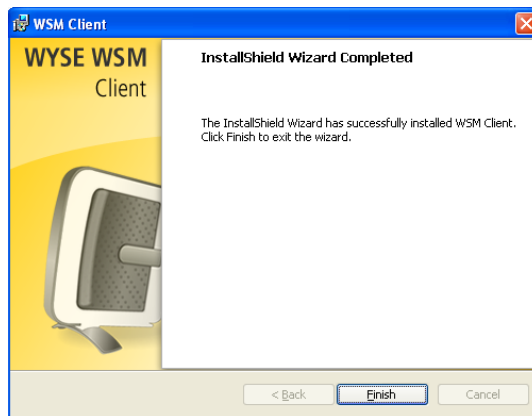 WSM Client
WYSE WSM
Client
InstallShield Wizard Completed
The InstallShield Wizard has successfully installed WSM Client.
Click Finish to exit the wizard.
< Back
Finish
Cancel